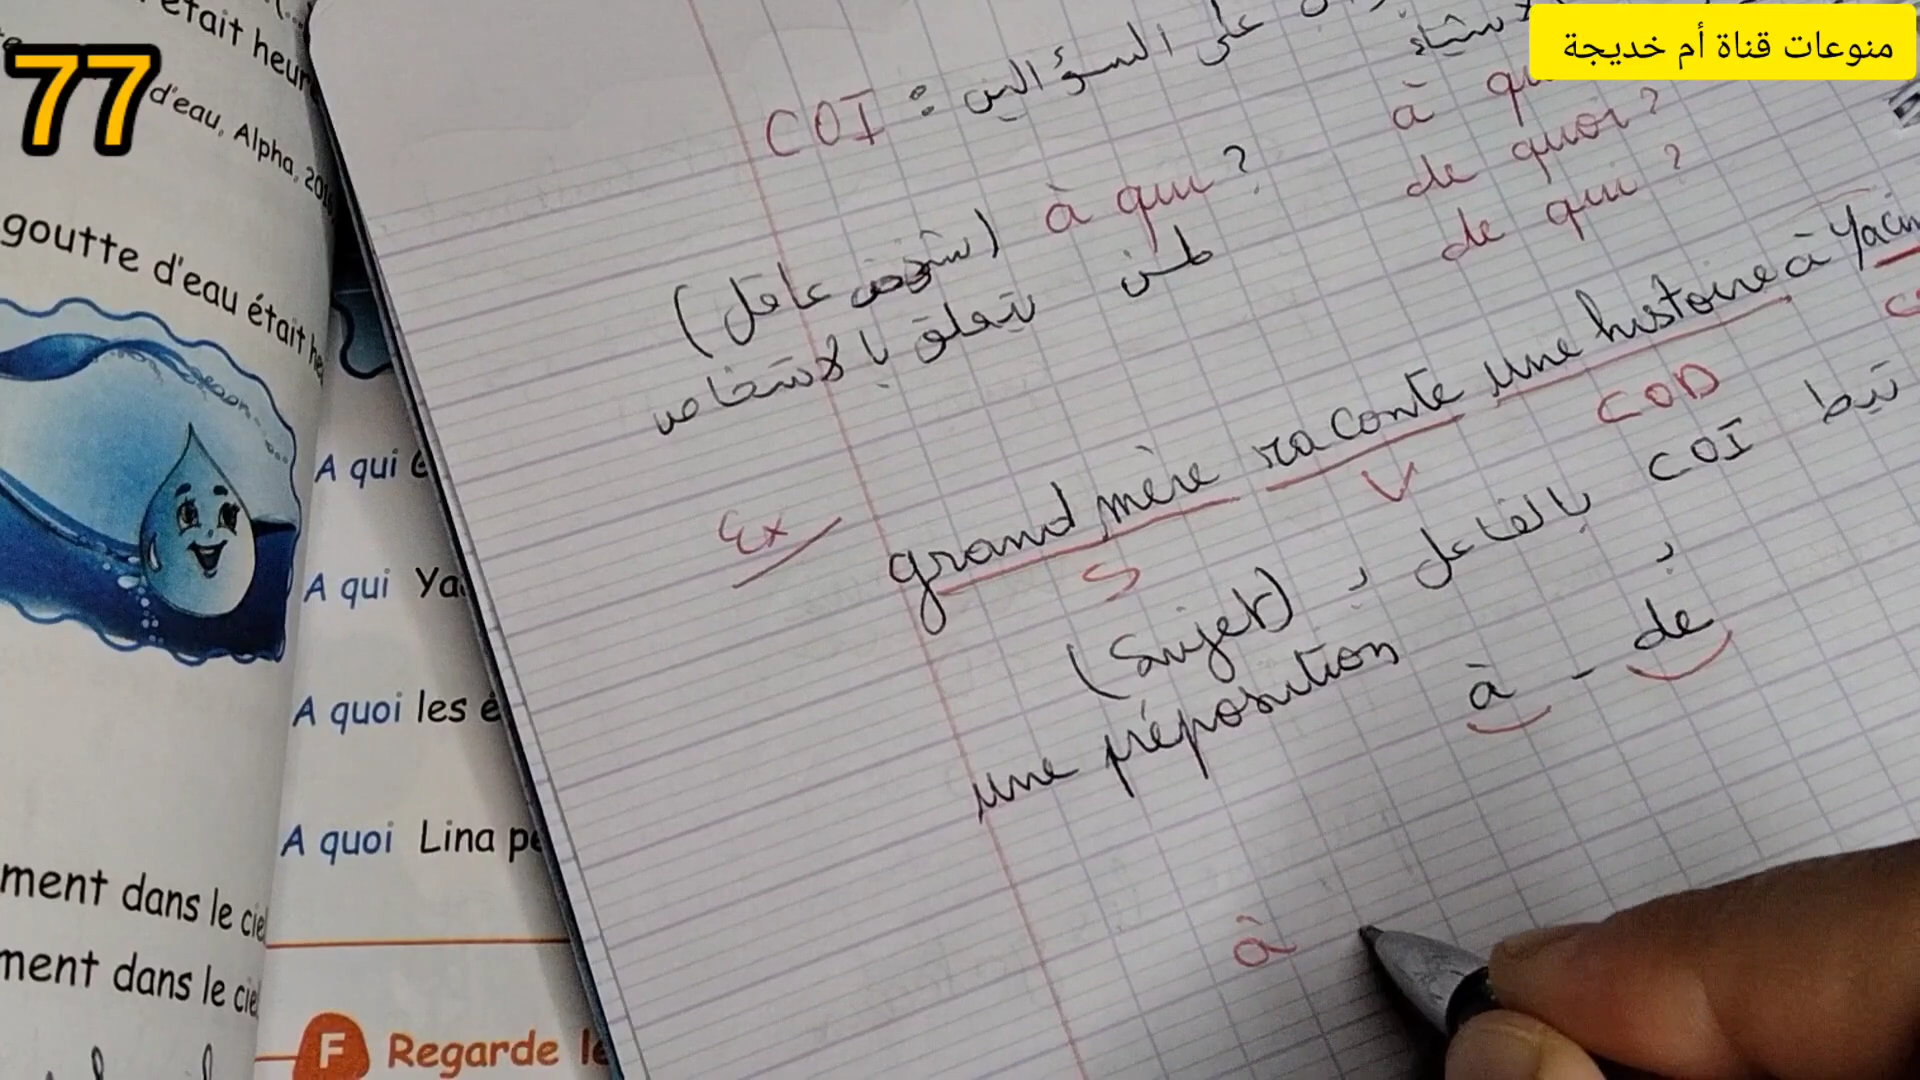 77
منوعات قناة أم خديجة
était heur
d'eau, Alpha, 201
goutte d'eau était he
A qui
A qui Ya
A quoi les é
A quoi Lina pe
ment dans le ciel
ment dans le ciel
F Regarde le
COI : على السؤالين
à qui ?
(شخص عاقل)
à qu
de quoi ?
de qui ?
لمن يتعلق بالاشخاص
Ex
grand mère raconte une histoire à Yacin
S V COD
COI بالفاعل
(Sujet)
une préposition à - de
à